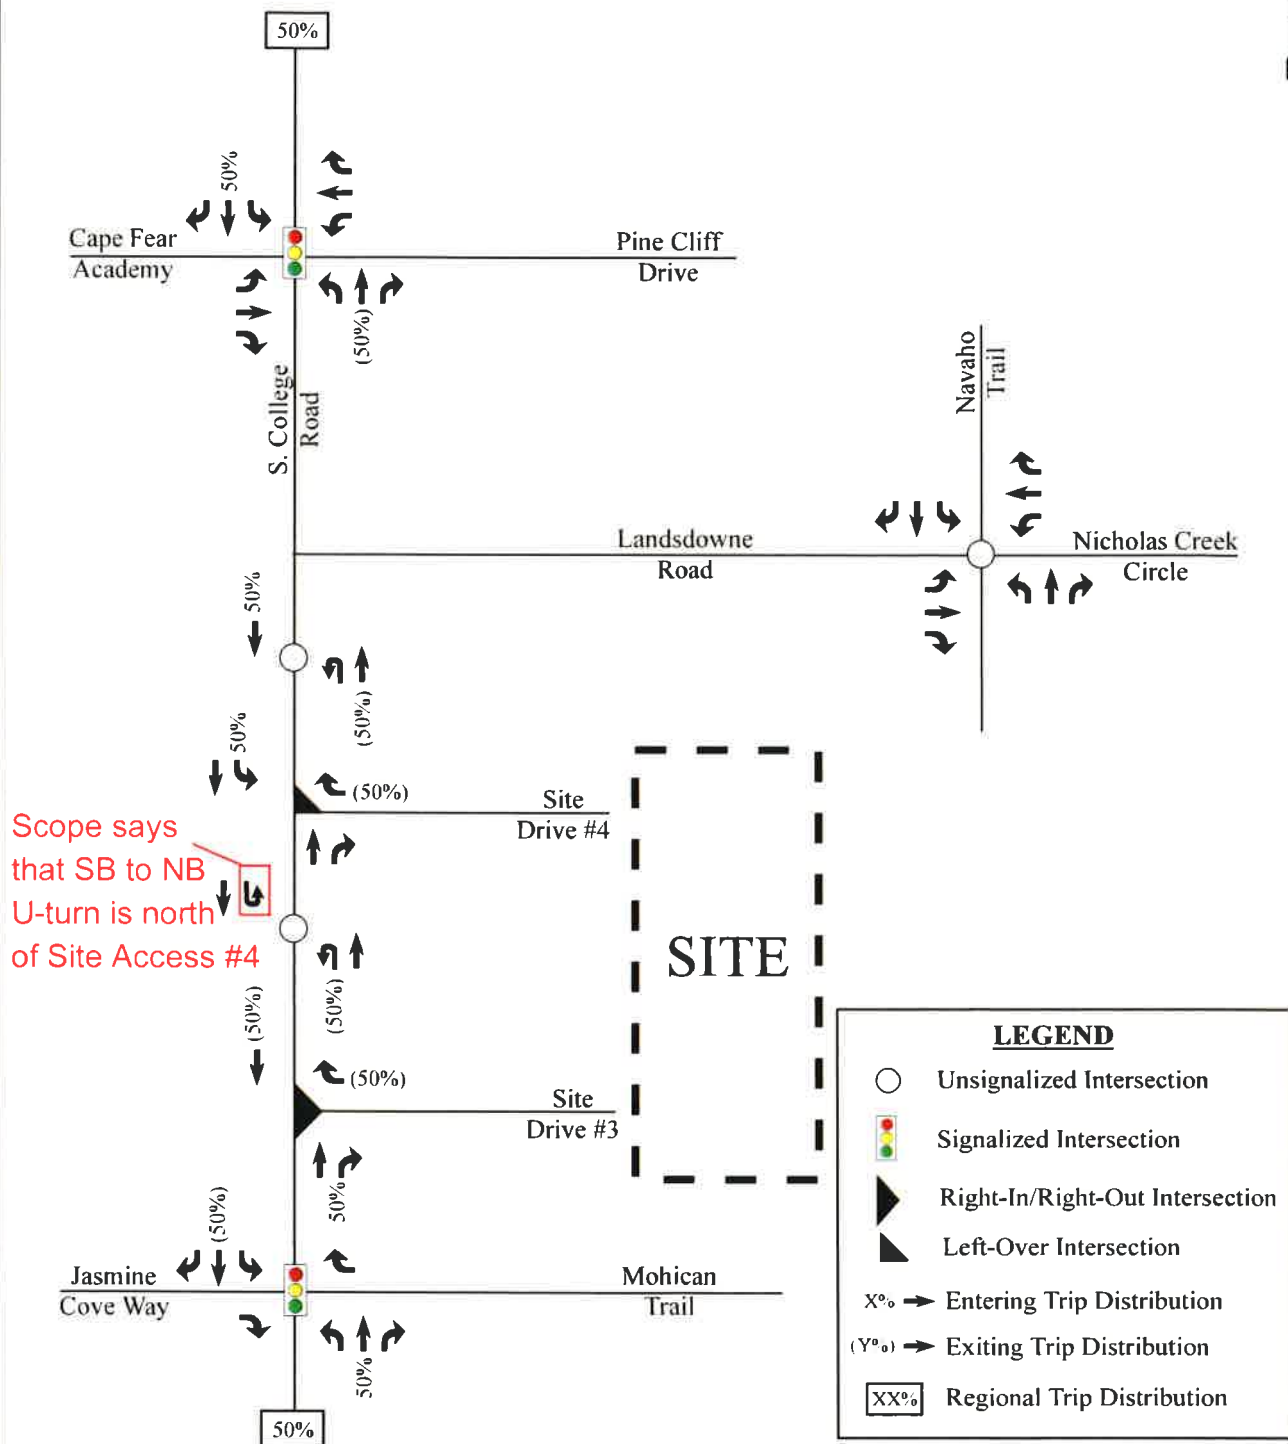 50%
50%
Cape Fear
Academy
Pine Cliff
Drive
(50%)
S. College
Road
Navaho
Trail
Landsdowne
Road
Nicholas Creek
Circle
50%
(50%)
50%
(50%)
Site
Drive #4
Scope says
that SB to NB
U-turn is north
of Site Access #4
SITE
(50%)
(50%)
(50%)
Site
Drive #3
50%
(50%)
Jasmine
Cove Way
Mohican
Trail
50%
50%
LEGEND
Unsignalized Intersection
Signalized Intersection
Right-In/Right-Out Intersection
Left-Over Intersection
X% Entering Trip Distribution
(Y%) Exiting Trip Distribution
XX% Regional Trip Distribution